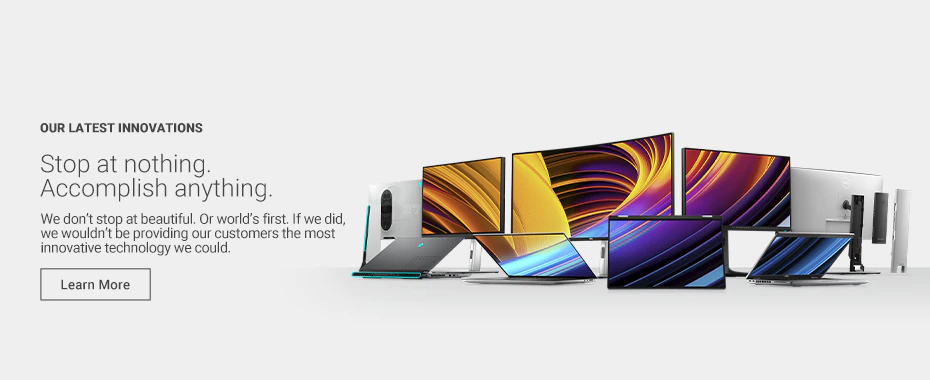 OUR LATEST INNOVATIONS
Stop at nothing.
Accomplish anything.
We don't stop at beautiful. Or world's first. If we did,
we wouldn't be providing our customers the most
innovative technology we could.
Learn More